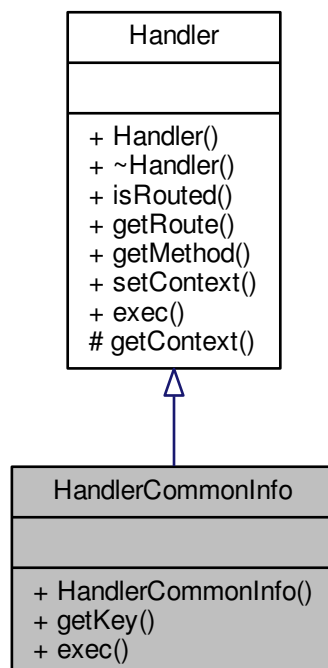 Handler
+ Handler()
+ ~Handler()
+ isRouted()
+ getRoute()
+ getMethod()
+ setContext()
+ exec()
# getContext()
HandlerCommonInfo
+ HandlerCommonInfo()
+ getKey()
+ exec()